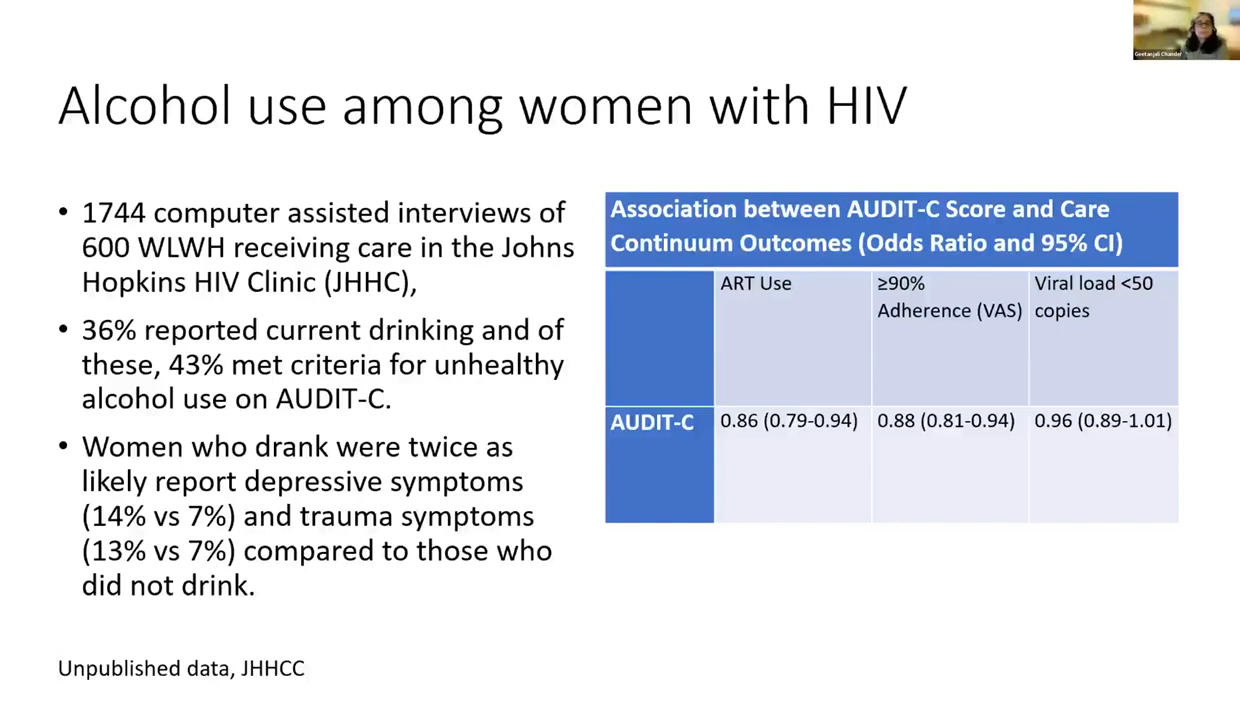 Geetanjali Chander
Alcohol use among women with HIV
• 1744 computer assisted interviews of
600 WLWH receiving care in the Johns
Hopkins HIV Clinic (JHHC),
• 36% reported current drinking and of
these, 43% met criteria for unhealthy
alcohol use on AUDIT-C.
• Women who drank were twice as
likely report depressive symptoms
(14% vs 7%) and trauma symptoms
(13% vs 7%) compared to those who
did not drink.
Association between AUDIT-C Score and Care
Continuum Outcomes (Odds Ratio and 95% CI)
ART Use
≥90%
Adherence (VAS)
Viral load <50
copies
AUDIT-C
0.86 (0.79-0.94)
0.88 (0.81-0.94)
0.96 (0.89-1.01)
Unpublished data, JHHCC